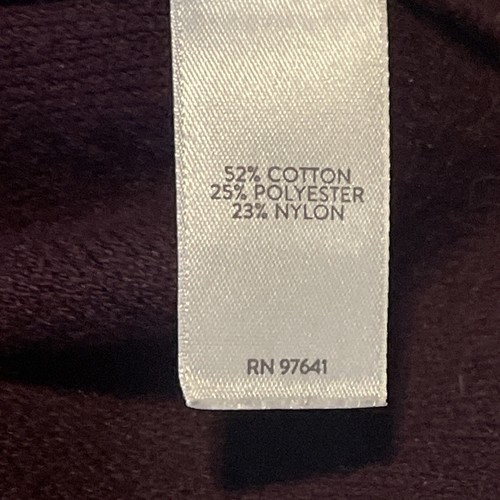 52% COTTON
25% POLYESTER
23% NYLON
RN 97641